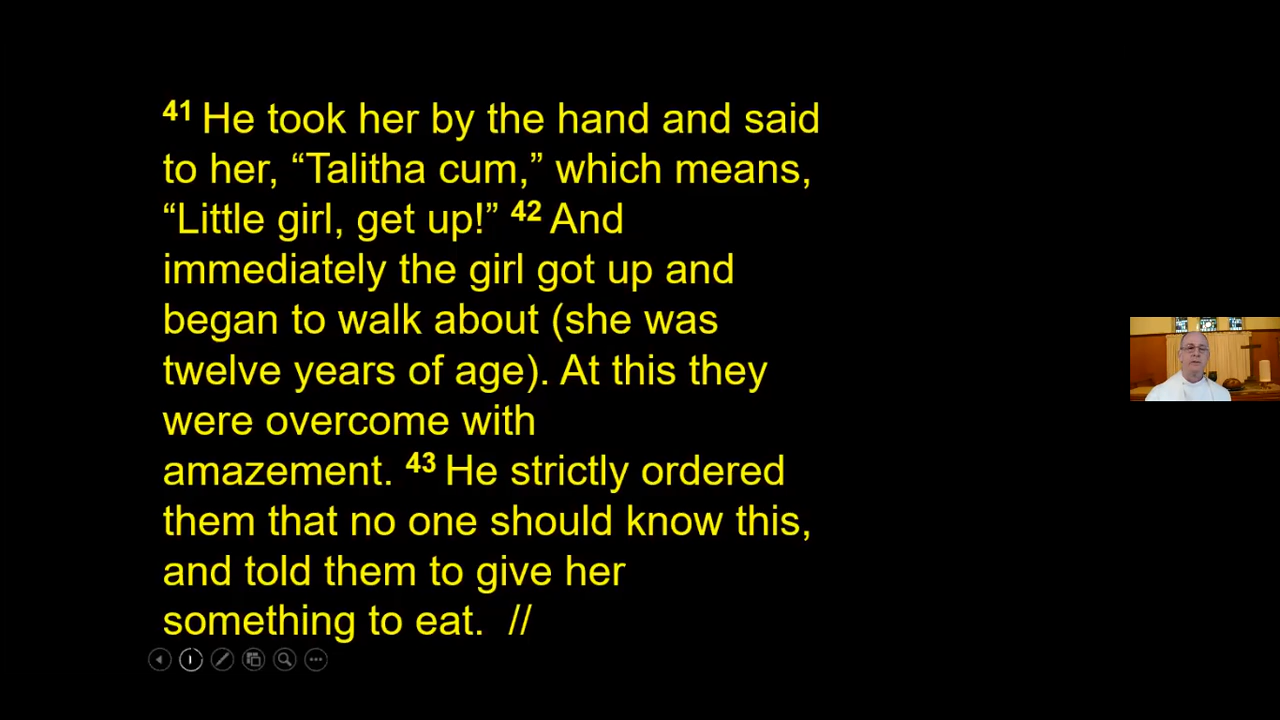 41 He took her by the hand and said
to her, “Talitha cum,” which means,
“Little girl, get up!” 42 And
immediately the girl got up and
began to walk about (she was
twelve years of age). At this they
were overcome with
amazement. 43 He strictly ordered
them that no one should know this,
and told them to give her
something to eat.  //